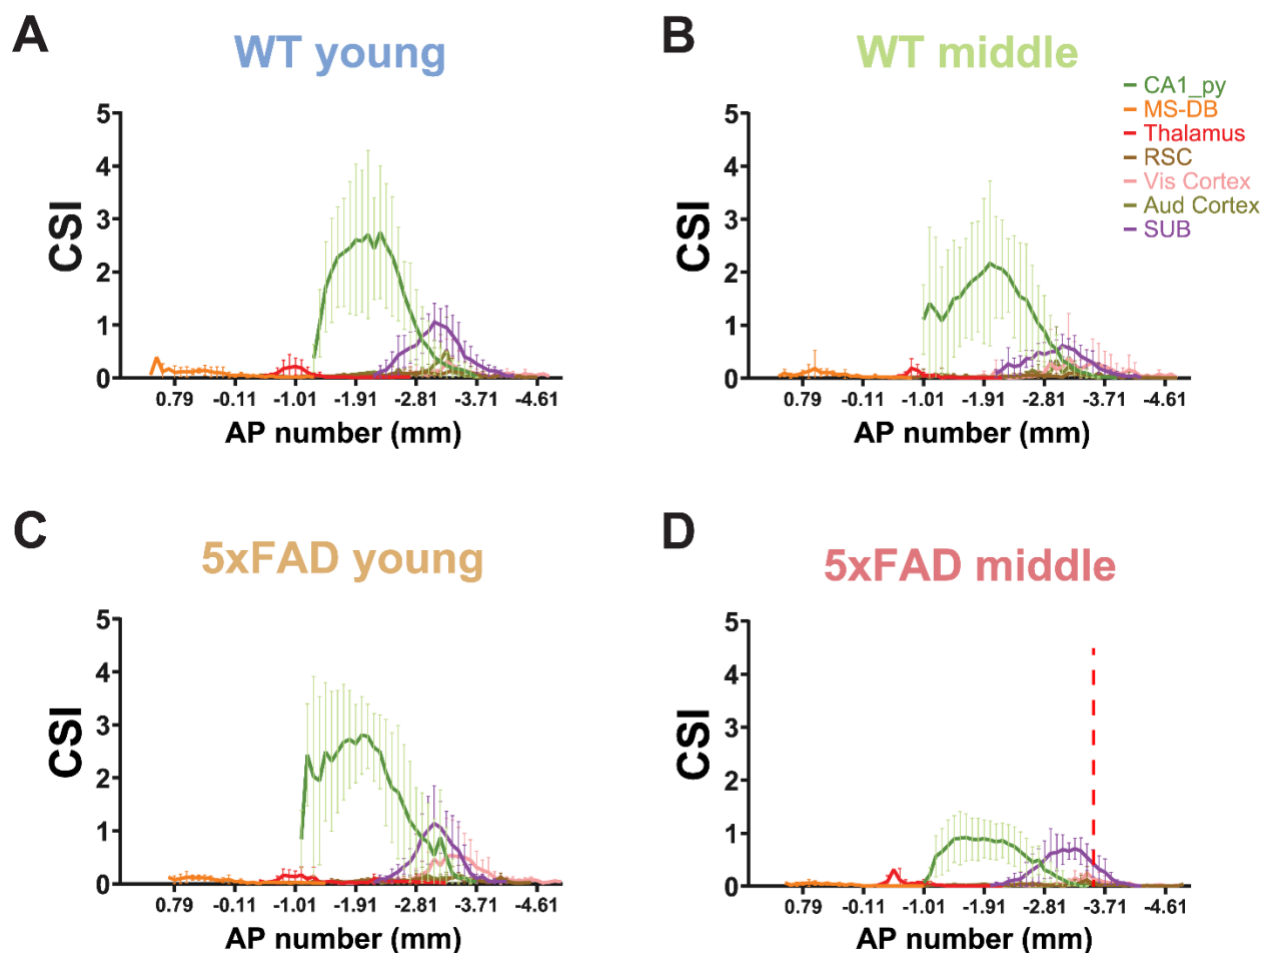 A
WT young
CSI
5
4
3
2
1
0
0.79 -0.11 -1.01 -1.91 -2.81 -3.71 -4.61
AP number (mm)
B
WT middle
CA1_py
MS-DB
Thalamus
RSC
Vis Cortex
Aud Cortex
SUB
CSI
5
4
3
2
1
0
0.79 -0.11 -1.01 -1.91 -2.81 -3.71 -4.61
AP number (mm)
C
5xFAD young
CSI
5
4
3
2
1
0
0.79 -0.11 -1.01 -1.91 -2.81 -3.71 -4.61
AP number (mm)
D
5xFAD middle
CSI
5
4
3
2
1
0
0.79 -0.11 -1.01 -1.91 -2.81 -3.71 -4.61
AP number (mm)